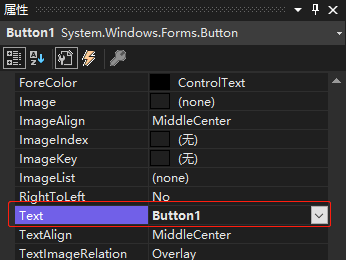 属性
Button1 System.Windows.Forms.Button
ForeColor ControlText
Image (none)
ImageAlign MiddleCenter
ImageIndex (无)
ImageKey (无)
ImageList (none)
RightToLeft No
Text Button1
TextAlign MiddleCenter
TextImageRelation Overlay